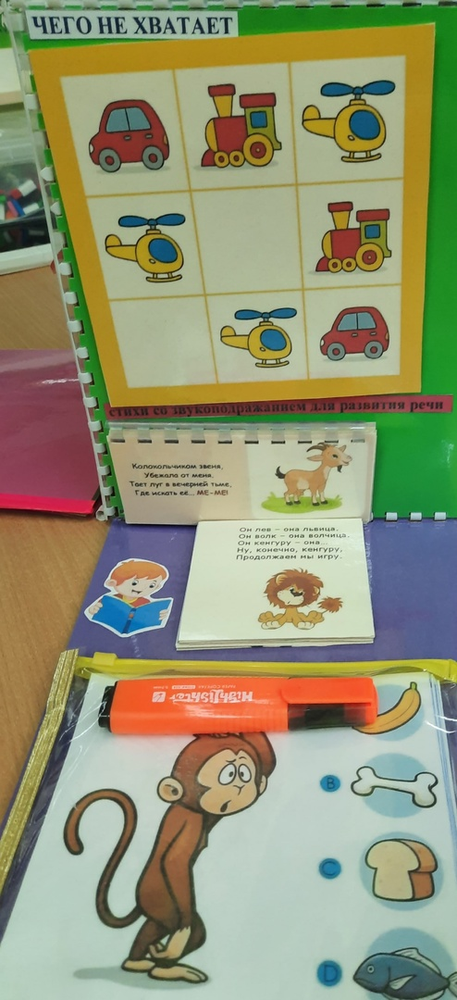 ЧЕГО НЕ ХВАТАЕТ
стихи со звукоподражанием для развития речи
Колокольчиком звеня,
Убежала от меня.
Тает луг в вечерней тьме,
Где искать её... МЕ-МЕ!
Он лев – она львица.
Он волк – она волчица.
Он кенгуру – она...
Ну, конечно, кенгуру,
Продолжаем мы игру.
Highlighter
B
C
D